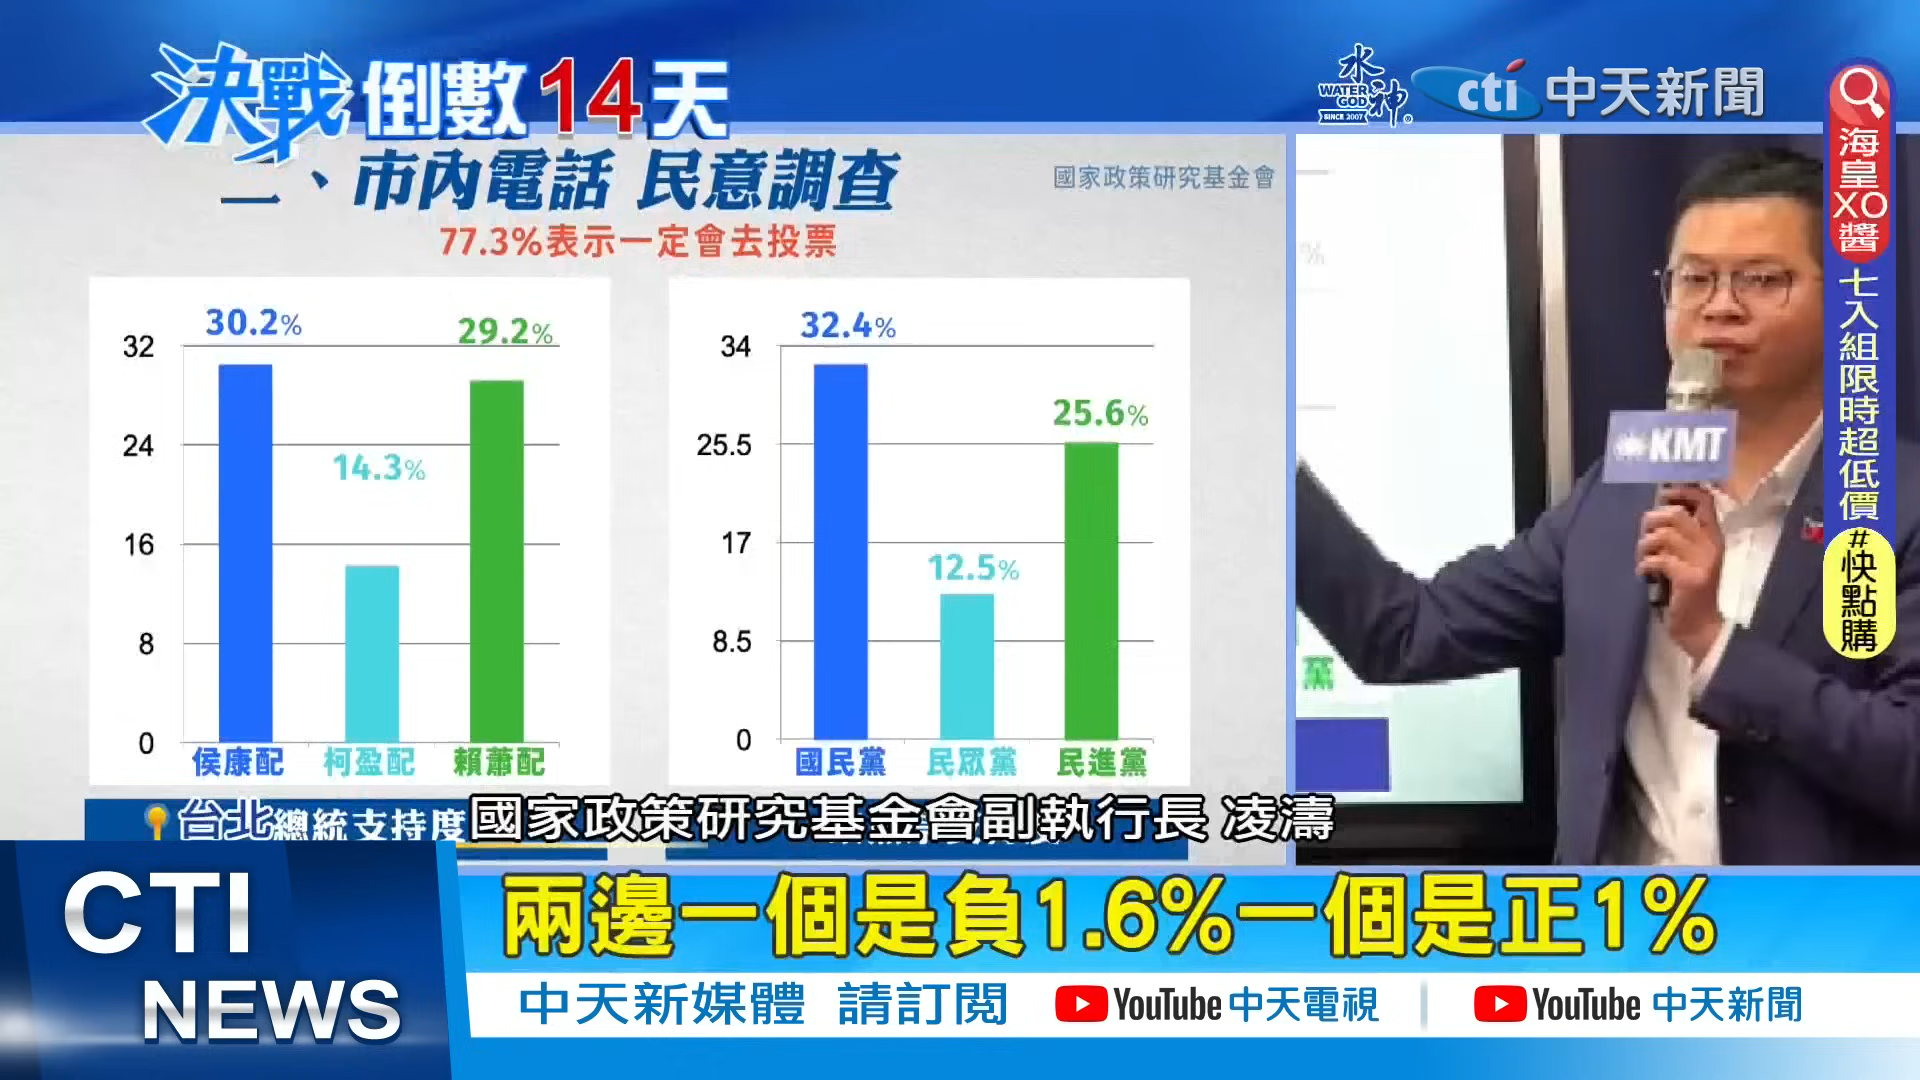 決戰倒數14天
水神
WATER GOD
SINCE 2007
cti 中天新聞
二、市內電話 民意調查
國家政策研究基金會
77.3%表示一定會去投票
30.2%
14.3%
29.2%
32
24
16
8
0
侯康配
柯盈配
賴蕭配
32.4%
12.5%
25.6%
34
25.5
17
8.5
0
國民黨
民眾黨
民進黨
台北
總統支持度
國家政策研究基金會副執行長 凌濤
KMT
黨
海皇XO醬
七入組限時超低價
#快點購
CTI NEWS
兩邊一個是負1.6%一個是正1%
中天新媒體 請訂閱 YouTube 中天電視 | YouTube 中天新聞